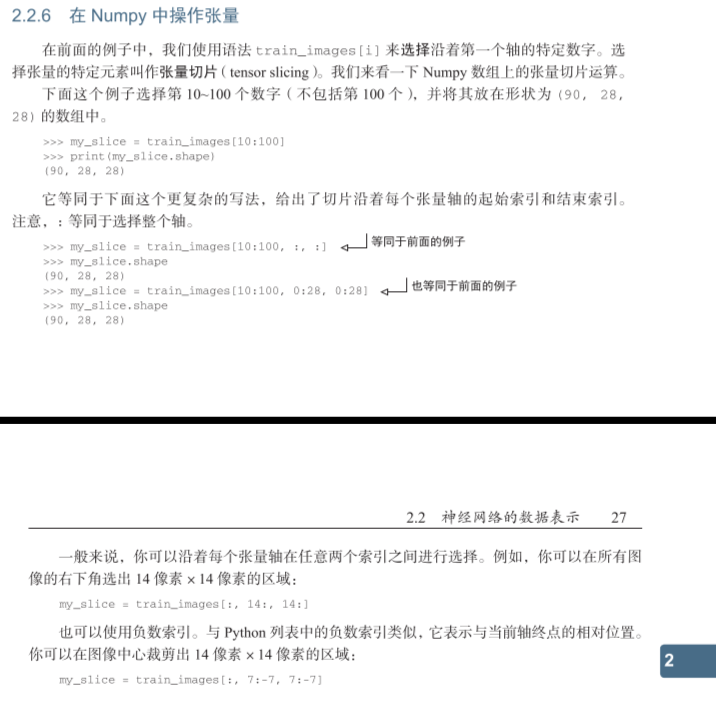 2.2.6 在 Numpy 中操作张量
在前面的例子中，我们使用语法 train_images[i] 来选择沿着第一个轴的特定数字。选
择张量的特定元素叫作张量切片（tensor slicing）。我们来看一下 Numpy 数组上的张量切片运算。
下面这个例子选择第 10~100 个数字（不包括第 100 个），并将其放在形状为 (90, 28,
28) 的数组中。
>>> my_slice = train_images[10:100]
>>> print(my_slice.shape)
(90, 28, 28)
它等同于下面这个更复杂的写法，给出了切片沿着每个张量轴的起始索引和结束索引。
注意，: 等同于选择整个轴。
>>> my_slice = train_images[10:100, :, :] 等同于前面的例子
>>> my_slice.shape
(90, 28, 28)
>>> my_slice = train_images[10:100, 0:28, 0:28] 也等同于前面的例子
>>> my_slice.shape
(90, 28, 28)
2.2 神经网络的数据表示 27
一般来说，你可以沿着每个张量轴在任意两个索引之间进行选择。例如，你可以在所有图
像的右下角选出 14 像素 × 14 像素的区域：
my_slice = train_images[:, 14:, 14:]
也可以使用负数索引。与 Python 列表中的负数索引类似，它表示与当前轴终点的相对位置。
你可以在图像中心裁剪出 14 像素 × 14 像素的区域：
2
my_slice = train_images[:, 7:-7, 7:-7]